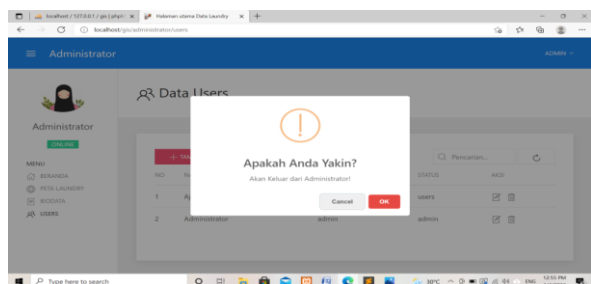 localhost / 127.0.0.1 / gis | phpM
Halaman utama Data Laundry
localhost/gis/administrator/users
Administrator
ADMIN
Data Users
Administrator
ONLINE
MENU
BERANDA
PETA LAUNDRY
BIODATA
USERS
Pencarian...
NO
STATUS
AKSI
1
users
2 Administrator admin admin
Apakah Anda Yakin?
Akan Keluar dari Administrator!
Cancel OK
Type here to search
30°C
ENG
12:55 PM